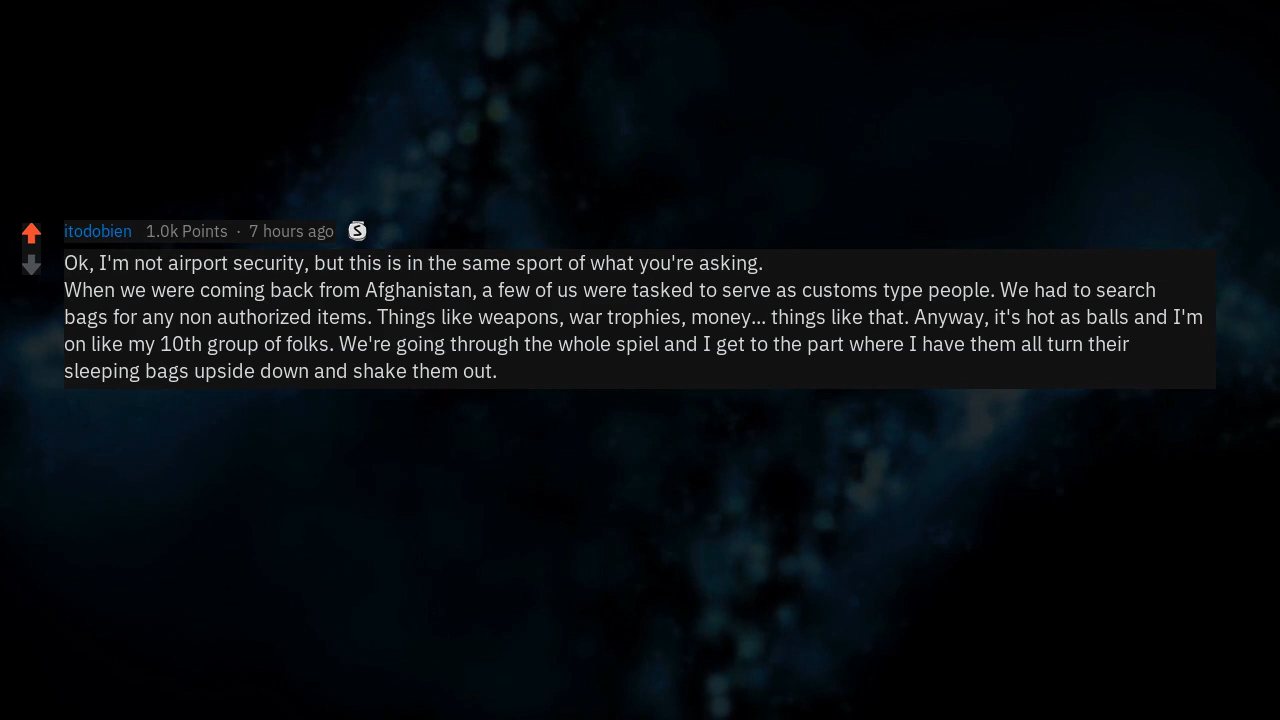 itodobien 1.0k Points · 7 hours ago
Ok, I'm not airport security, but this is in the same sport of what you're asking.
When we were coming back from Afghanistan, a few of us were tasked to serve as customs type people. We had to search
bags for any non authorized items. Things like weapons, war trophies, money... things like that. Anyway, it's hot as balls and I'm
on like my 10th group of folks. We're going through the whole spiel and I get to the part where I have them all turn their
sleeping bags upside down and shake them out.